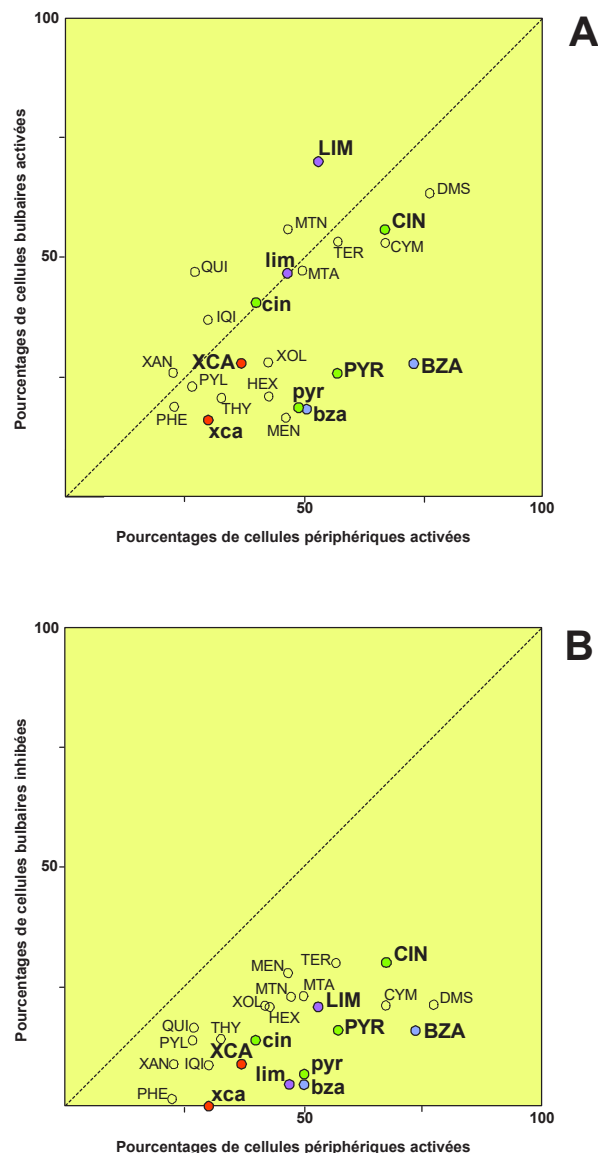 A
100
50
50
100
Pourcentages de cellules bulbaires activées
Pourcentages de cellules périphériques activées
LIM
DMS
MTN
CIN
TER
CYM
lim
QUI
MTA
cin
IQI
XCA
XOL
XAN
PYR
BZA
PYL
HEX
pyr
PHE
THY
bza
xca
MEN
B
100
50
50
100
Pourcentages de cellules bulbaires inhibées
Pourcentages de cellules périphériques activées
TER
CIN
MEN
MTN
MTA
CYM
DMS
XOL
LIM
HEX
QUI
THY
PYR
BZA
PYL
cin
XCA
XAN
IQI
lim
pyr
bza
PHE
xca